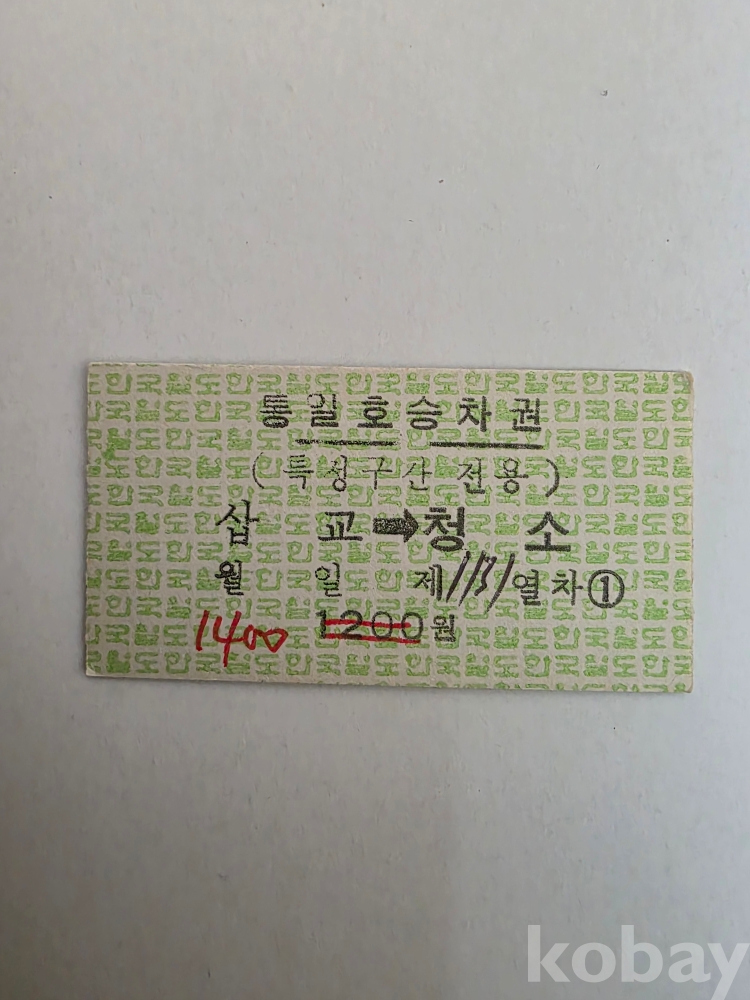 통일호승차권
(특정구간 전용)
삽 교➡청 소
월 일 제1131열차①
1400 1200원
kobay